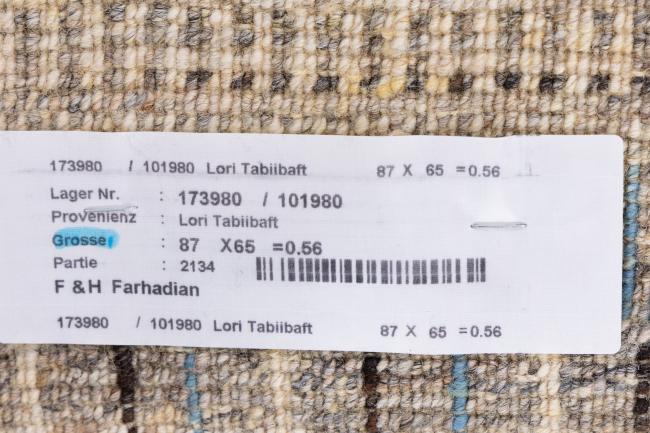 173980 / 101980 Lori Tabiibaft 87 X 65 =0.56
Lager Nr. : 173980 / 101980
Provenienz : Lori Tabiibaft
Grosse : 87 X65 =0.56
Partie : 2134
F & H Farhadian
173980 / 101980 Lori Tabiibaft 87 X 65 =0.56